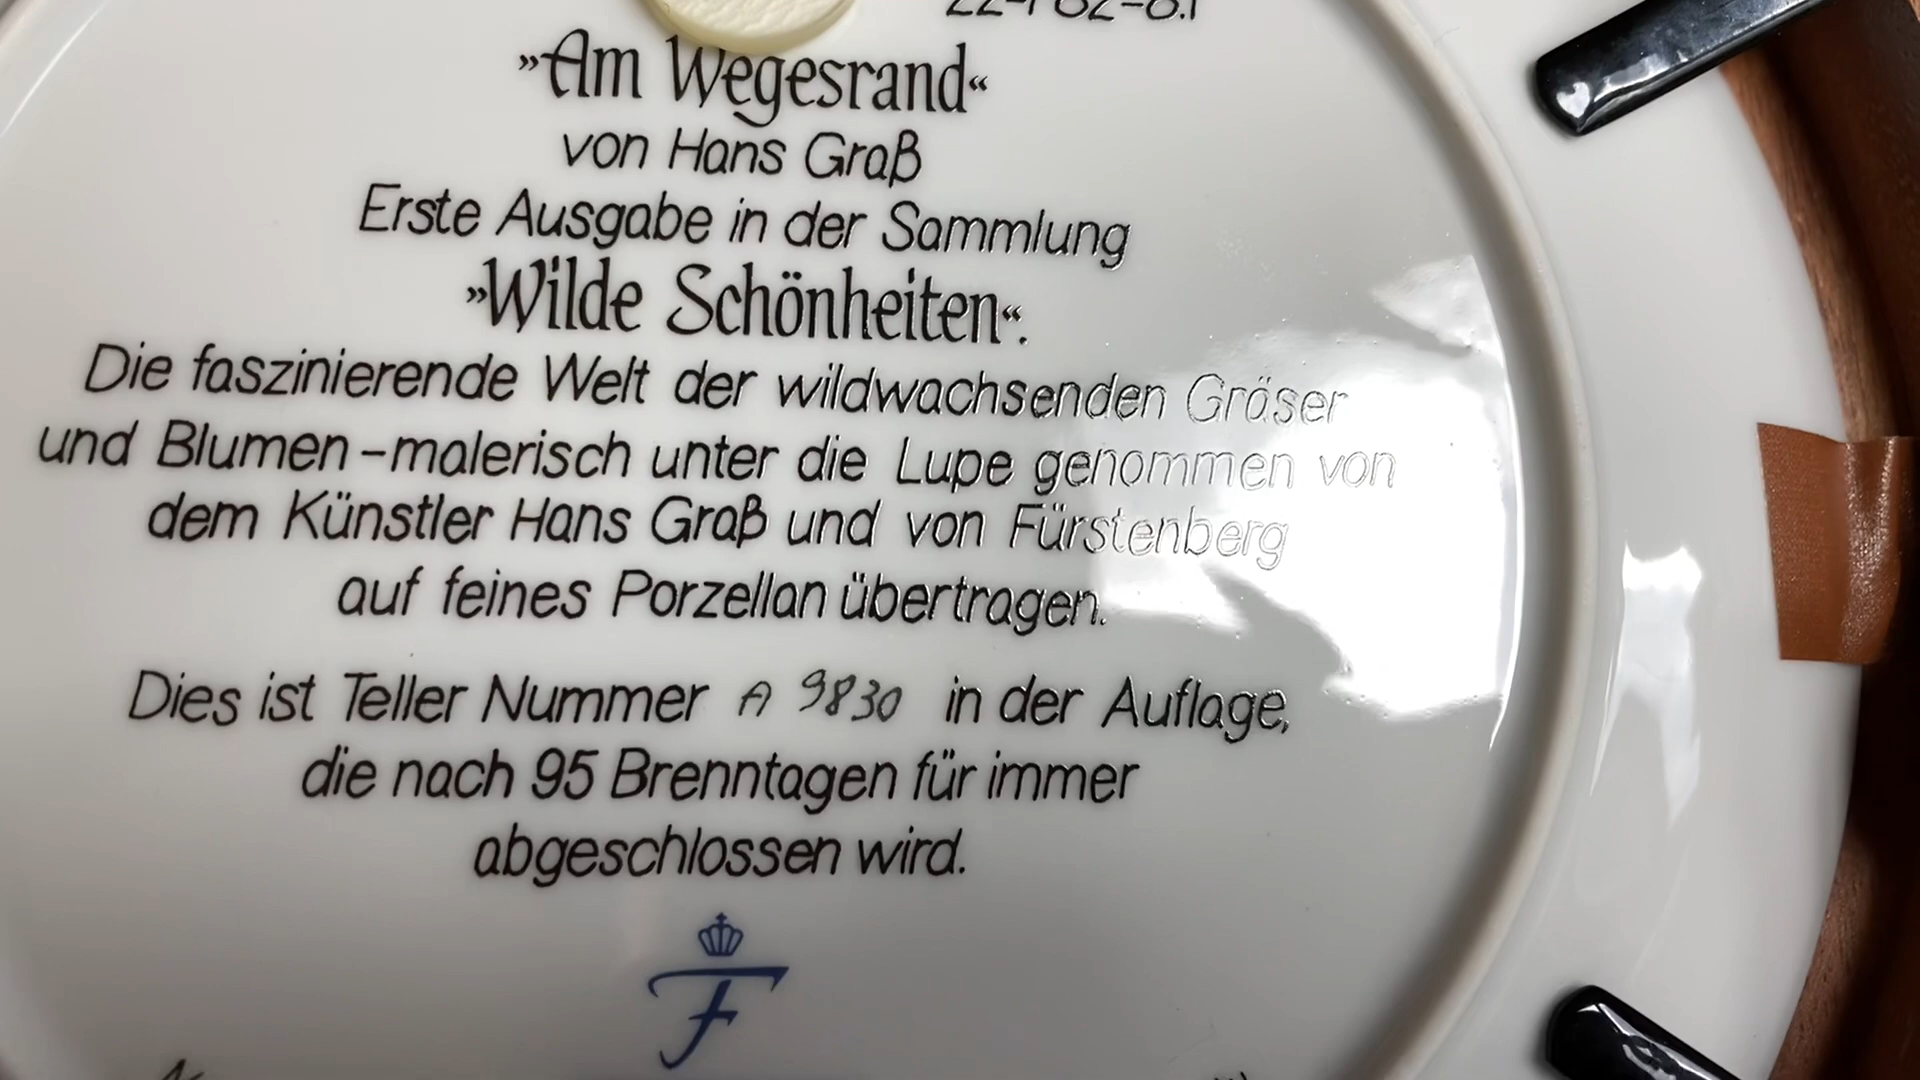 »Am Wegesrand«
von Hans Graß
Erste Ausgabe in der Sammlung
»Wilde Schönheiten«.
Die faszinierende Welt der wildwachsenden Gräser
und Blumen-malerisch unter die Lupe genommen von
dem Künstler Hans Graß und von Fürstenberg
auf feines Porzellan übertragen.
Dies ist Teller Nummer A 9830 in der Auflage,
die nach 95 Brenntagen für immer
abgeschlossen wird.
F